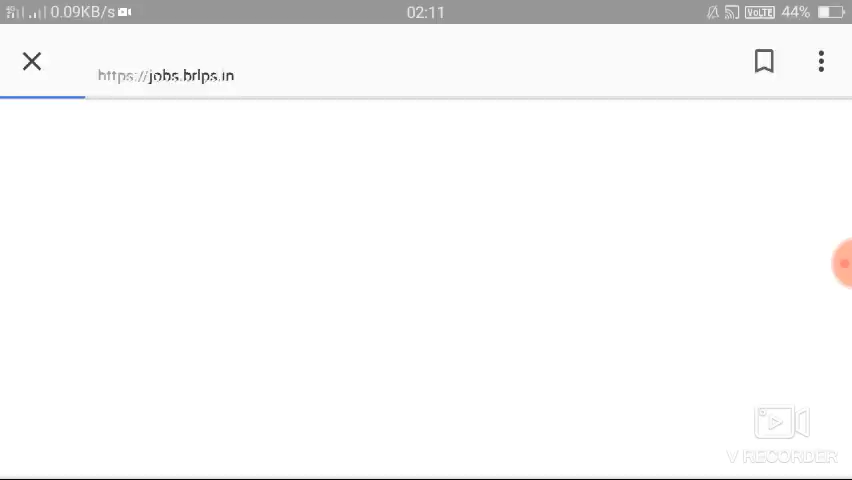 0.09KB/s
02:11
VoLTE
44%
https://jobs.brlps.in
V RECORDER